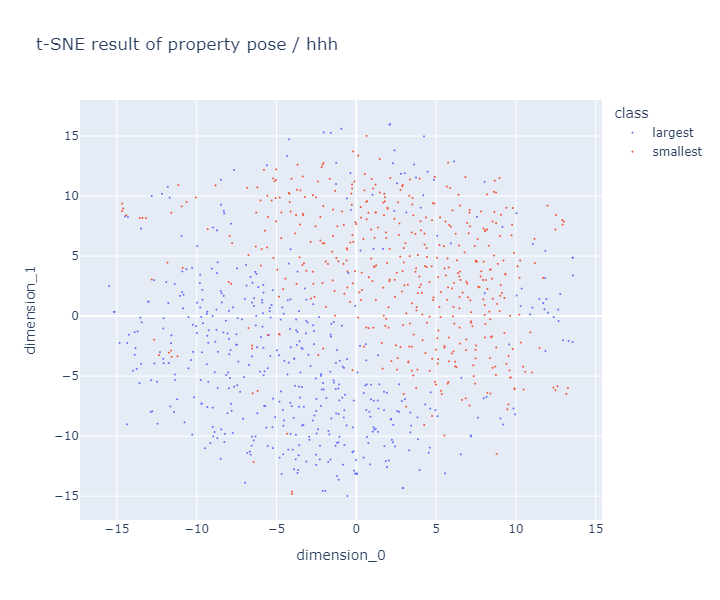 t-SNE result of property pose / hhh
class
largest
smallest
15
10
5
0
−5
−10
−15
dimension_1
−15
−10
−5
0
5
10
15
dimension_0